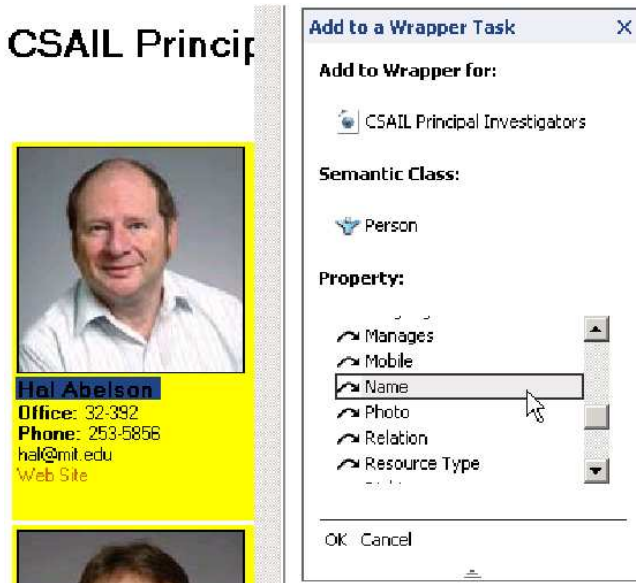 CSAIL Princip
Hal Abelson
Office: 32-392
Phone: 253-5856
hal@mit.edu
Web Site
Add to a Wrapper Task
Add to Wrapper for:
CSAIL Principal Investigators
Semantic Class:
Person
Property:
Manages
Mobile
Name
Photo
Relation
Resource Type
OK Cancel